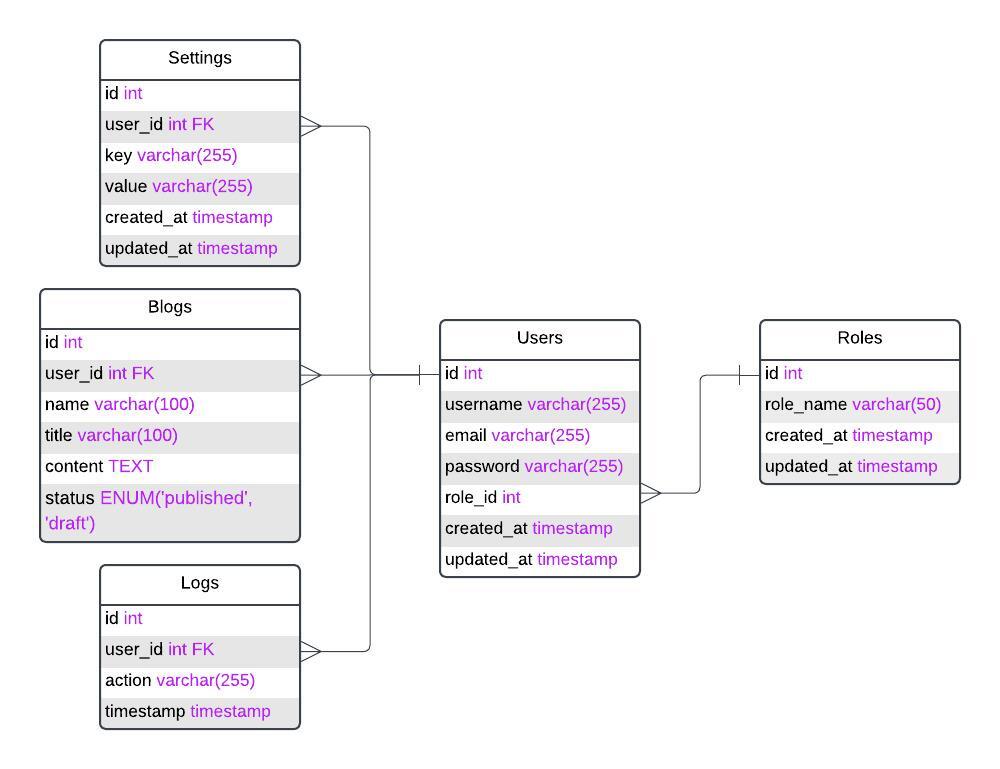 Settings
id int
user_id int FK
key varchar(255)
value varchar(255)
created_at timestamp
updated_at timestamp
Blogs
id int
user_id int FK
name varchar(100)
title varchar(100)
content TEXT
status ENUM('published',
'draft')
Logs
id int
user_id int FK
action varchar(255)
timestamp timestamp
Users
id int
username varchar(255)
email varchar(255)
password varchar(255)
role_id int
created_at timestamp
updated_at timestamp
Roles
id int
role_name varchar(50)
created_at timestamp
updated_at timestamp